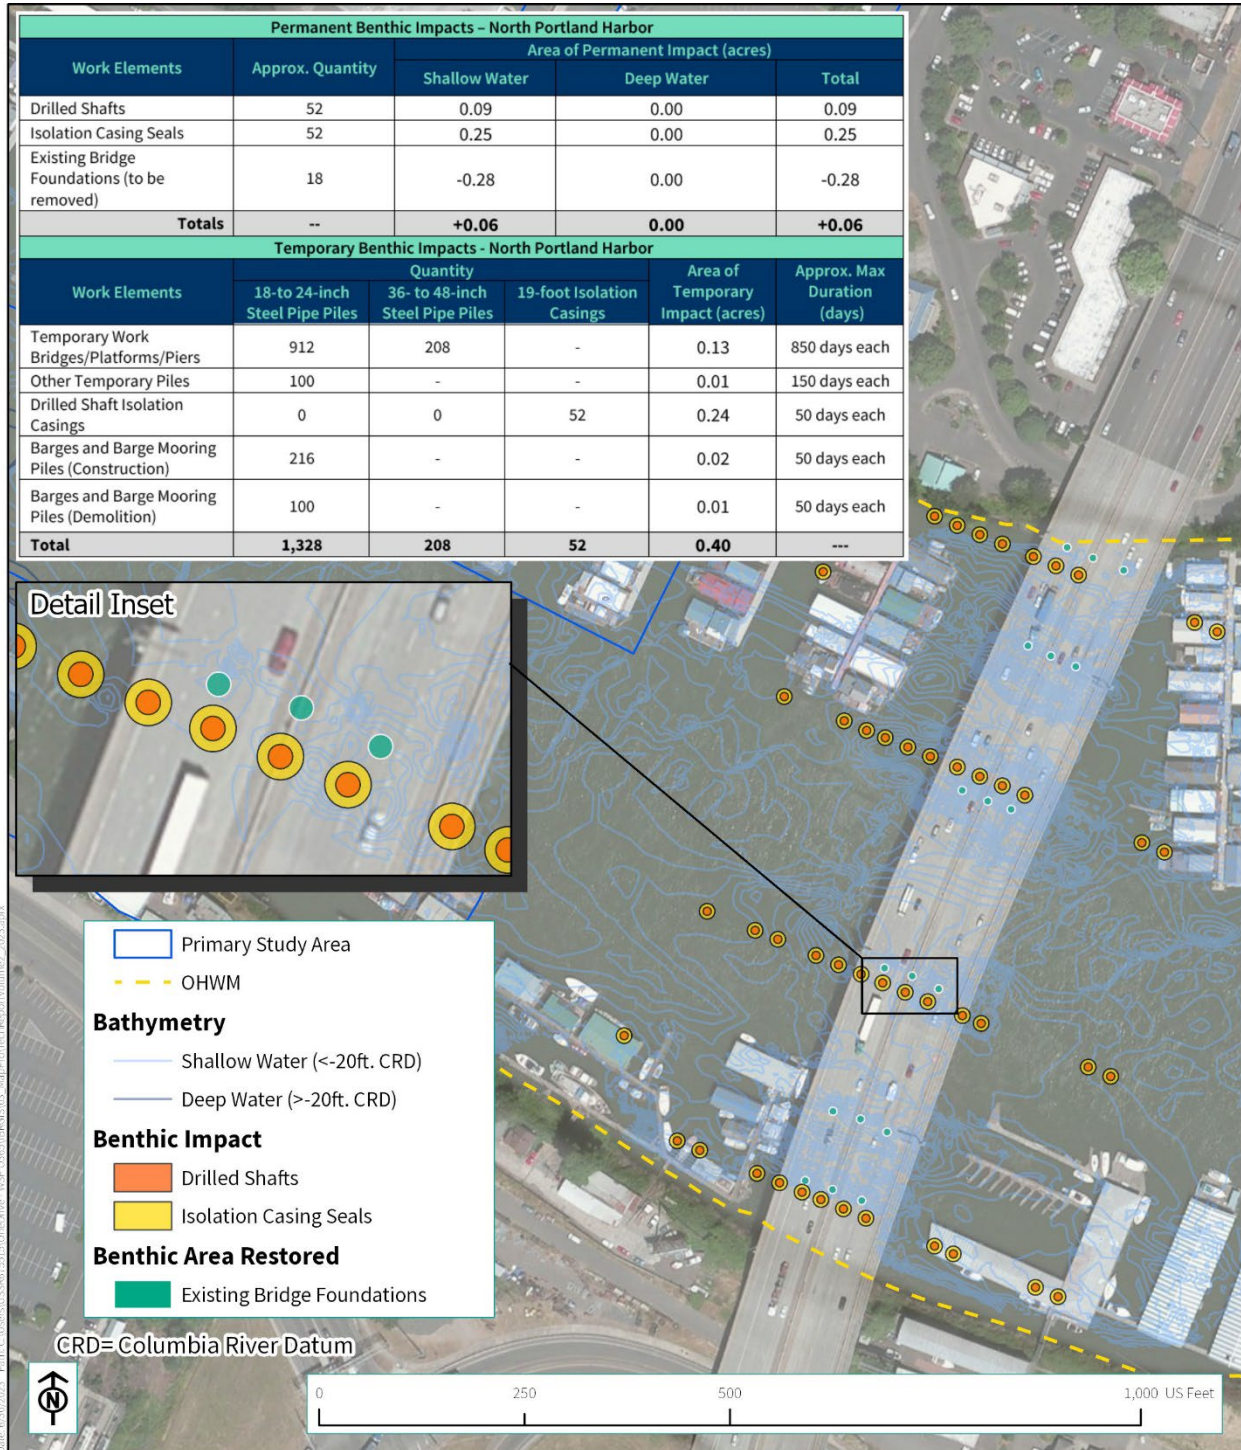 Permanent Benthic Impacts – North Portland Harbor
Work Elements
Approx. Quantity
Area of Permanent Impact (acres)
Shallow Water
Deep Water
Total
Drilled Shafts 52 0.09 0.00 0.09
Isolation Casing Seals 52 0.25 0.00 0.25
Existing Bridge
Foundations (to be
removed)
18 -0.28 0.00 -0.28
Totals -- +0.06 0.00 +0.06
Temporary Benthic Impacts - North Portland Harbor
Work Elements
Quantity
18-to 24-inch
Steel Pipe Piles
36- to 48-inch
Steel Pipe Piles
19-foot Isolation
Casings
Area of
Temporary
Impact (acres)
Approx. Max
Duration
(days)
Temporary Work
Bridges/Platforms/Piers
912 208 - 0.13 850 days each
Other Temporary Piles 100 - - 0.01 150 days each
Drilled Shaft Isolation
Casings
0 0 52 0.24 50 days each
Barges and Barge Mooring
Piles (Construction)
216 - - 0.02 50 days each
Barges and Barge Mooring
Piles (Demolition)
100 - - 0.01 50 days each
Total 1,328 208 52 0.40 ---
Detail Inset
Primary Study Area
OHWM
Bathymetry
Shallow Water (<-20ft. CRD)
Deep Water (>-20ft. CRD)
Benthic Impact
Drilled Shafts
Isolation Casing Seals
Benthic Area Restored
Existing Bridge Foundations
CRD= Columbia River Datum
N
0 250 500 1,000 US Feet